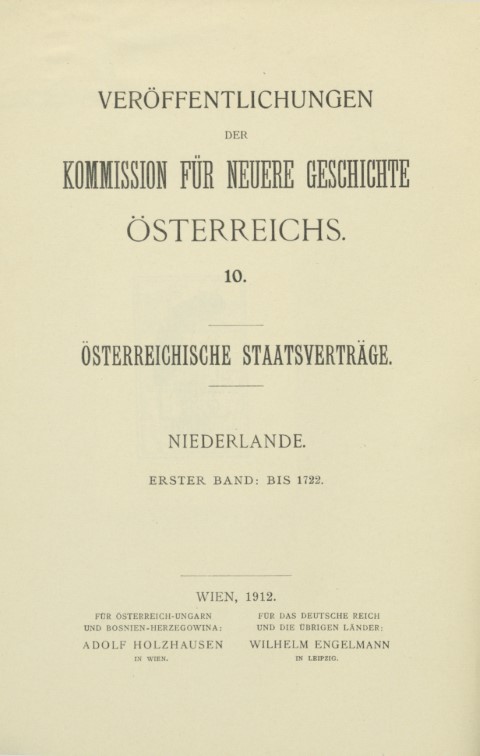 VERÖFFENTLICHUNGEN
DER
KOMMISSION FÜR NEUERE GESCHICHTE
ÖSTERREICHS.
10.
ÖSTERREICHISCHE STAATSVERTRÄGE.
NIEDERLANDE.
ERSTER BAND: BIS 1722.
WIEN, 1912.
FÜR ÖSTERREICH-UNGARN
UND BOSNIEN-HERZEGOWINA:
ADOLF HOLZHAUSEN
IN WIEN.
FÜR DAS DEUTSCHE REICH
UND DIE ÜBRIGEN LÄNDER:
WILHELM ENGELMANN
IN LEIPZIG.